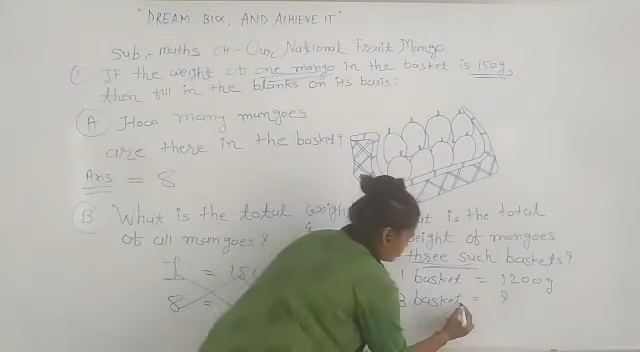 "DREAM BIG, AND ACHIEVE IT"
Sub.- maths ch- Our National Fruit Mango
IF the weight of one mango in the basket is 150g,
then fill in the blanks on its basis:
A How many mangoes
are there in the basket?
Ans = 8
B What is the total weight
of all mangoes?
1 =
8 =
is the total
weight of mangoes
three such baskets?
1 basket = 1200g
3 basket = ?